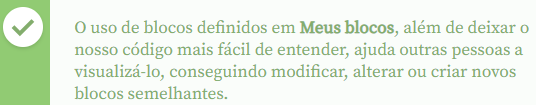 O uso de blocos definidos em Meus blocos, além de deixar o
nosso código mais fácil de entender, ajuda outras pessoas a
visualizá-lo, conseguindo modificar, alterar ou criar novos
blocos semelhantes.